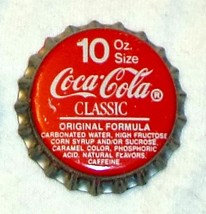 10 Oz.
Size
Coca-Cola®
CLASSIC
ORIGINAL FORMULA
CARBONATED WATER, HIGH FRUCTOSE
CORN SYRUP AND/OR SUCROSE,
CARAMEL COLOR, PHOSPHORIC
ACID, NATURAL FLAVORS,
CAFFEINE.